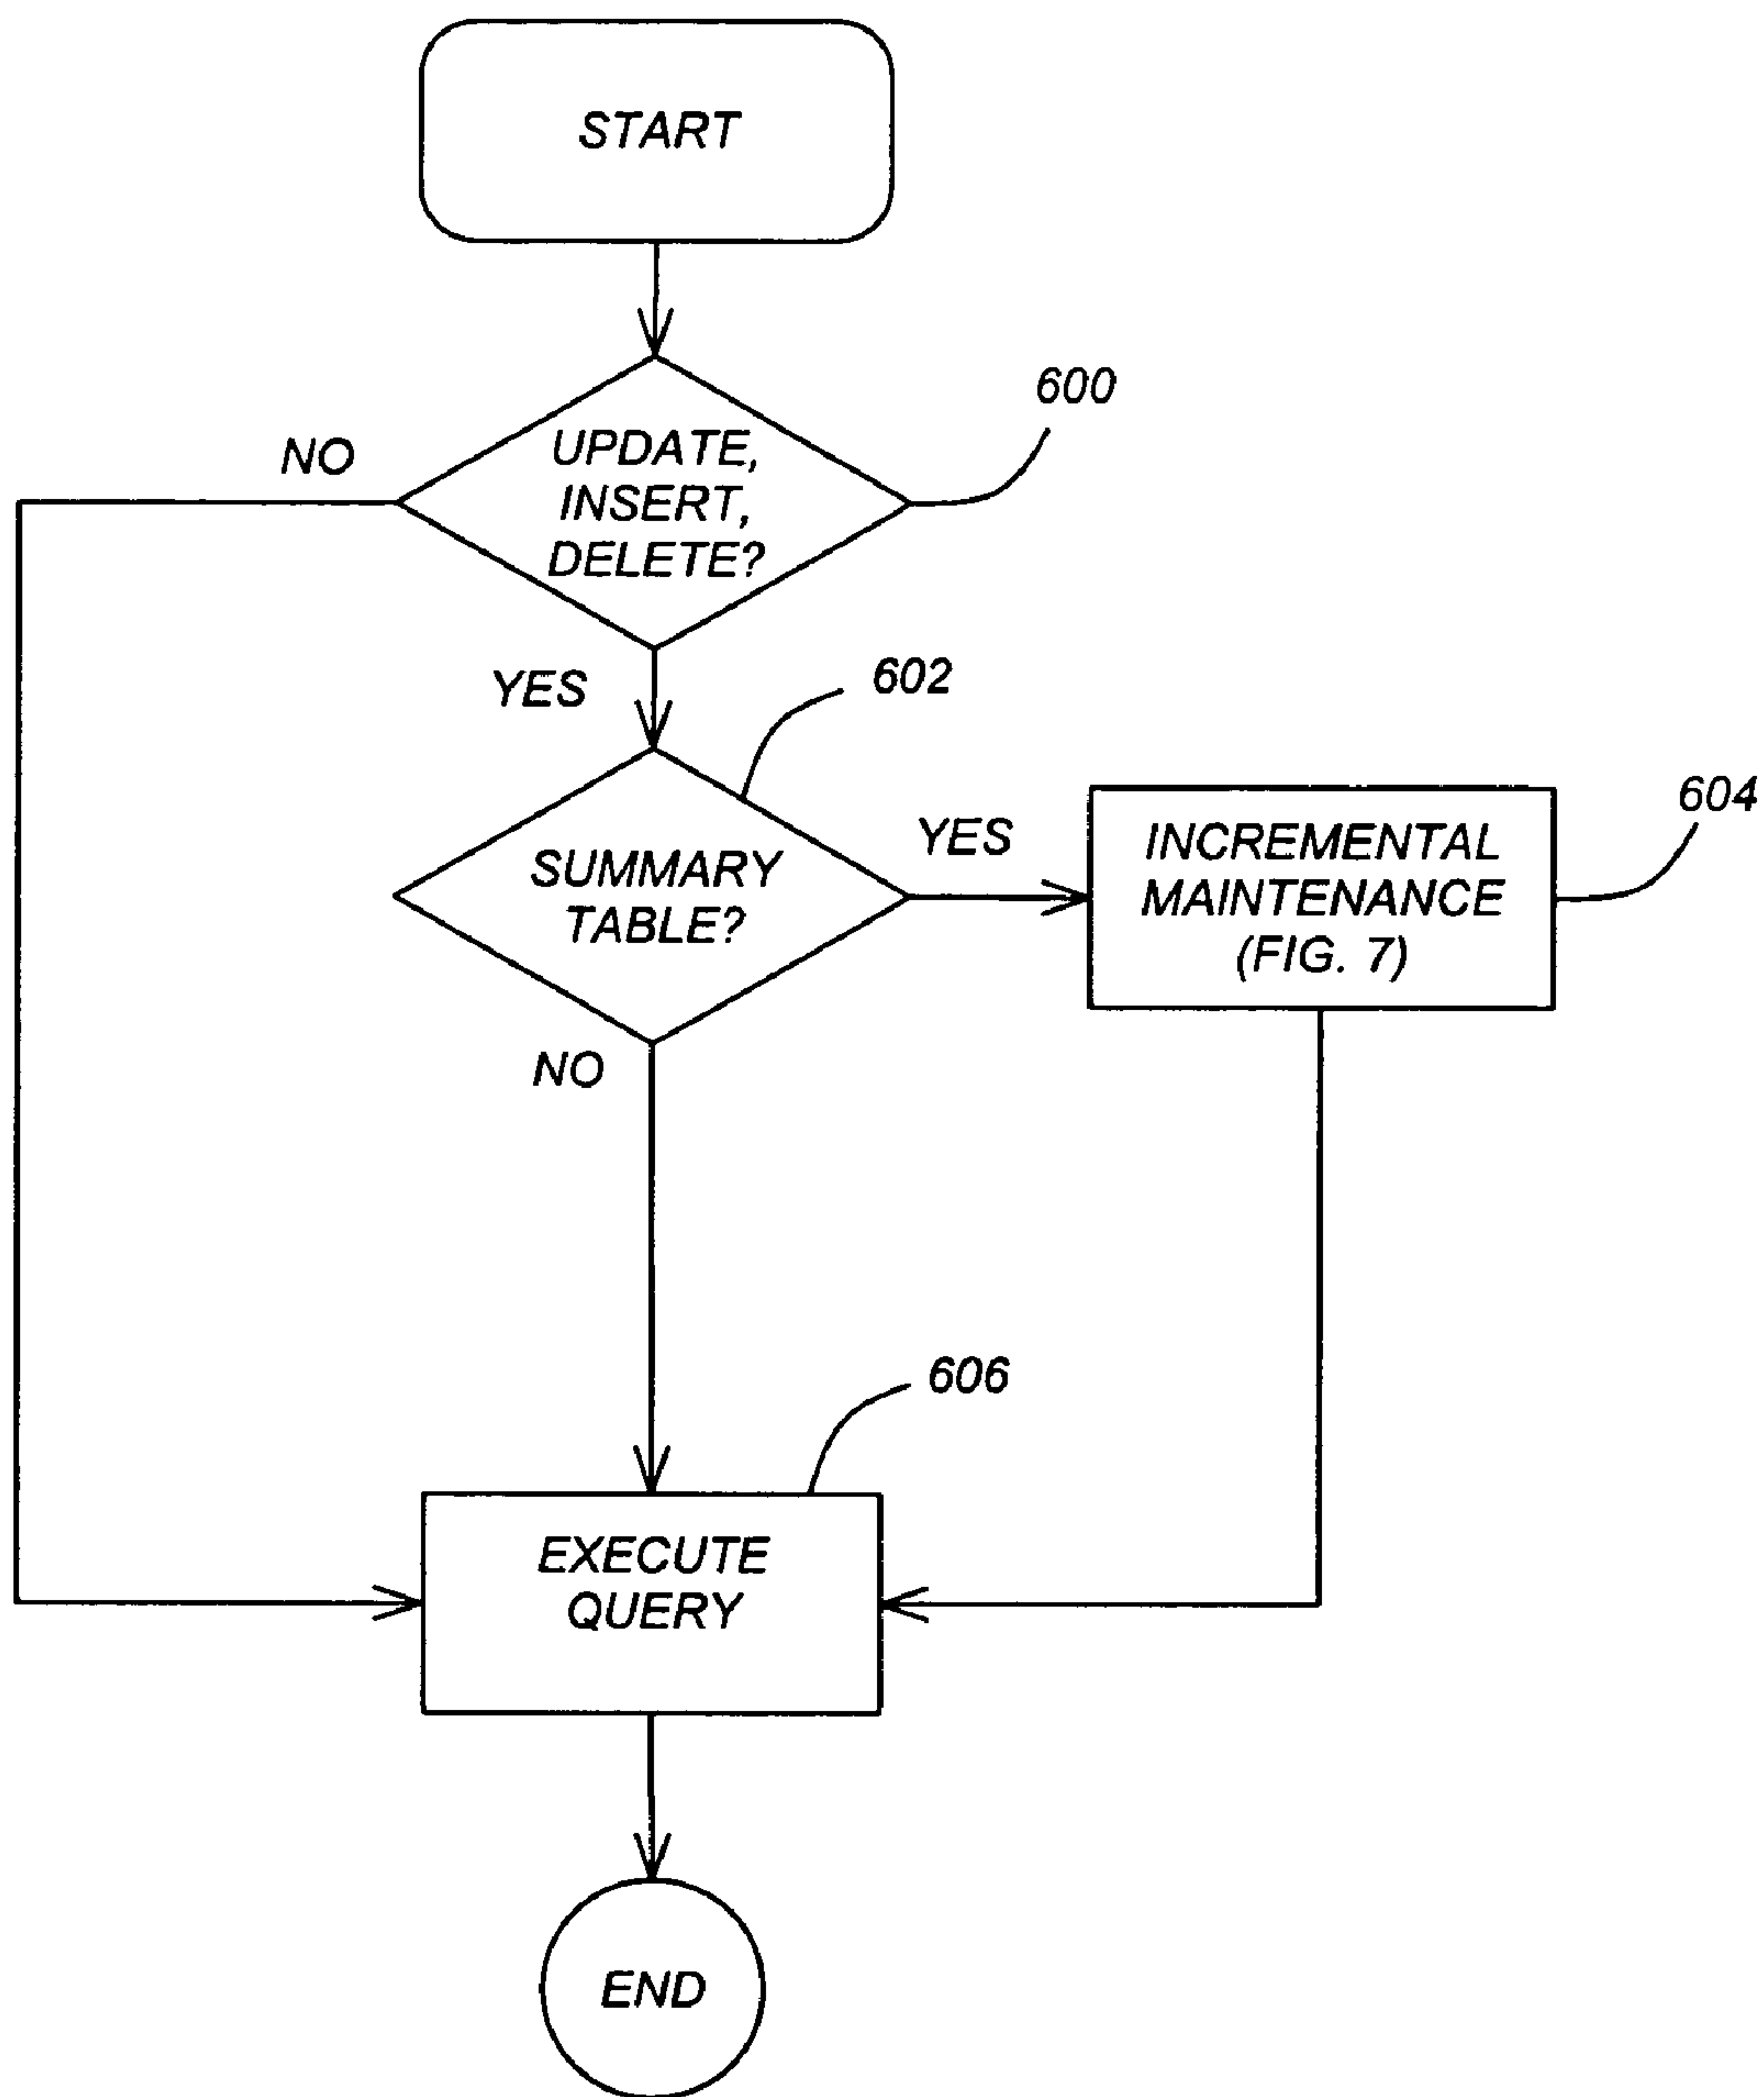 START
600
NO
UPDATE,
INSERT,
DELETE?
YES
602
SUMMARY
TABLE?
YES
INCREMENTAL
MAINTENANCE
(FIG. 7)
604
NO
606
EXECUTE
QUERY
END